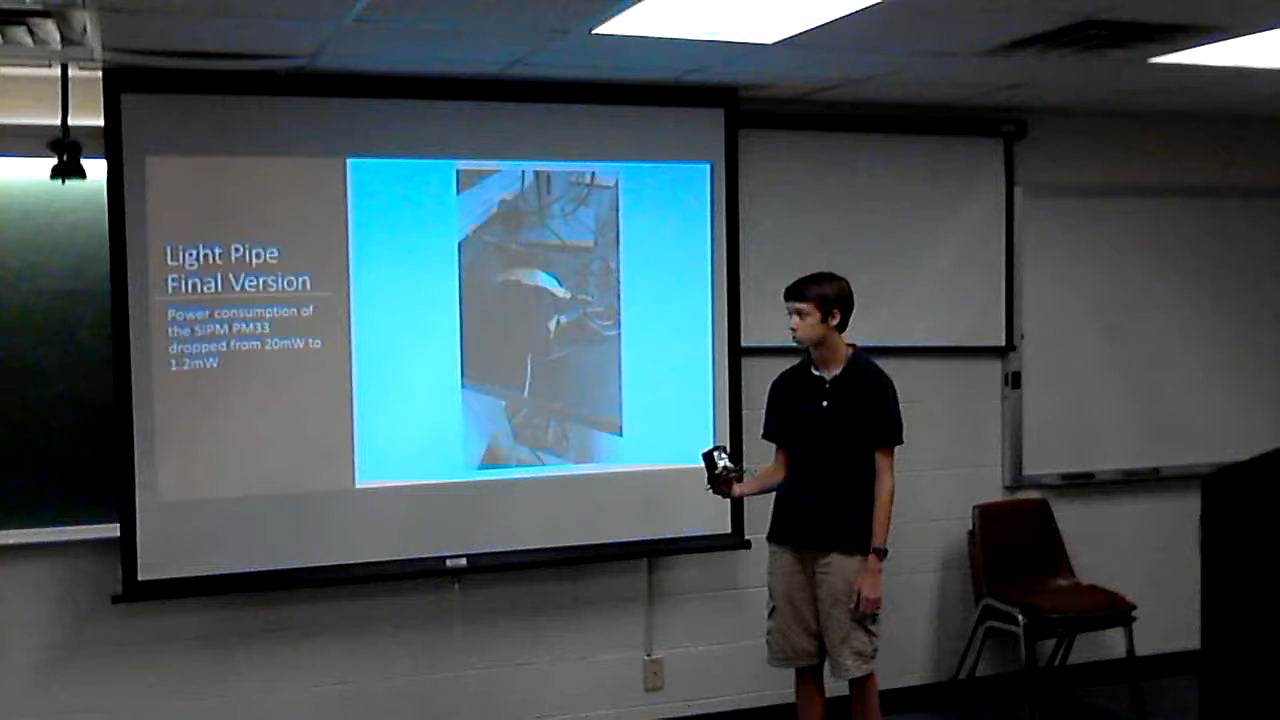 Light Pipe
Final Version
Power consumption of
the SiPM PM33
dropped from 20mW to
1.2mW